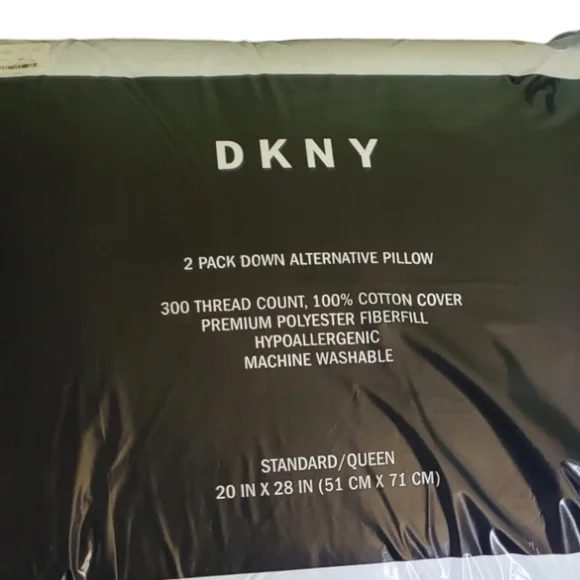 DKNY
2 PACK DOWN ALTERNATIVE PILLOW
300 THREAD COUNT, 100% COTTON COVER
PREMIUM POLYESTER FIBERFILL
HYPOALLERGENIC
MACHINE WASHABLE
STANDARD/QUEEN
20 IN X 28 IN (51 CM X 71 CM)